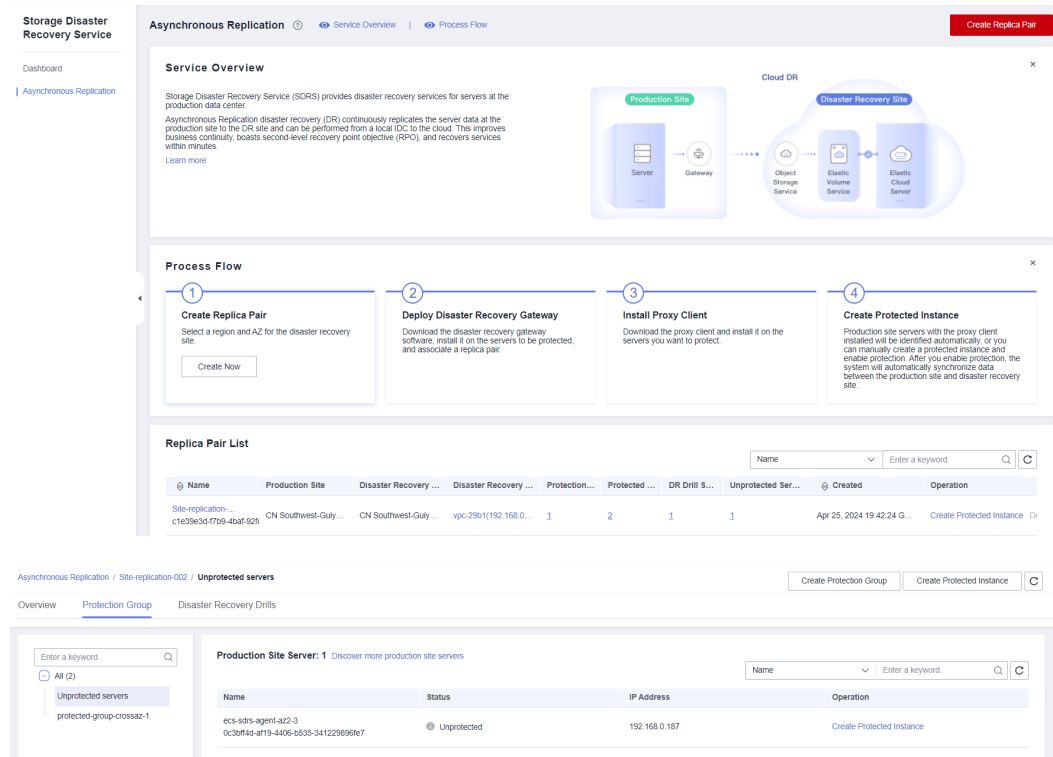 Storage Disaster
Recovery Service
Dashboard
Asynchronous Replication
Asynchronous Replication ? Service Overview | Process Flow
Create Replica Pair
Service Overview
Storage Disaster Recovery Service (SDRS) provides disaster recovery services for servers at the
production data center.
Asynchronous Replication disaster recovery (DR) continuously replicates the server data at the
production site to the DR site and can be performed from a local IDC to the cloud. This improves
business continuity, boasts second-level recovery point objective (RPO), and recovers services
within minutes.
Learn more
Cloud DR
Production Site
Disaster Recovery Site
Server
...
Gateway
Object
Storage
Service
Elastic
Volume
Service
Elastic
Cloud
Server
...
Process Flow
1
Create Replica Pair
Select a region and AZ for the disaster recovery
site.
Create Now
2
Deploy Disaster Recovery Gateway
Download the disaster recovery gateway
software, install it on the servers to be protected,
and associate a replica pair.
3
Install Proxy Client
Download the proxy client and install it on the
servers you want to protect.
4
Create Protected Instance
Production site servers with the proxy client
installed will be identified automatically, or you
can manually create a protected instance and
enable protection. After you enable protection, the
system will automatically synchronize data
between the production site and disaster recovery
site.
Replica Pair List
Name Enter a keyword.
Name Production Site Disaster Recovery ... Disaster Recovery ... Protection... Protected ... DR Drill S... Unprotected Ser... Created Operation
Site-replication-...
c1e39e3d-f7b9-4baf-92f
CN Southwest-Guiy... CN Southwest-Guiy... vpc-29b1(192.168.0... 1 2 1 1 Apr 25, 2024 19:42:24 G... Create Protected Instance Dr
Asynchronous Replication / Site-replication-002 / Unprotected servers
Create Protection Group Create Protected Instance
Overview Protection Group Disaster Recovery Drills
Enter a keyword.
All (2)
Unprotected servers
protected-group-crossaz-1
Production Site Server: 1 Discover more production site servers
Name Enter a keyword.
Name Status IP Address Operation
ecs-sdrs-agent-az2-3
0c3bff4d-af19-4406-b535-341229896fe7
Unprotected 192.168.0.187 Create Protected Instance